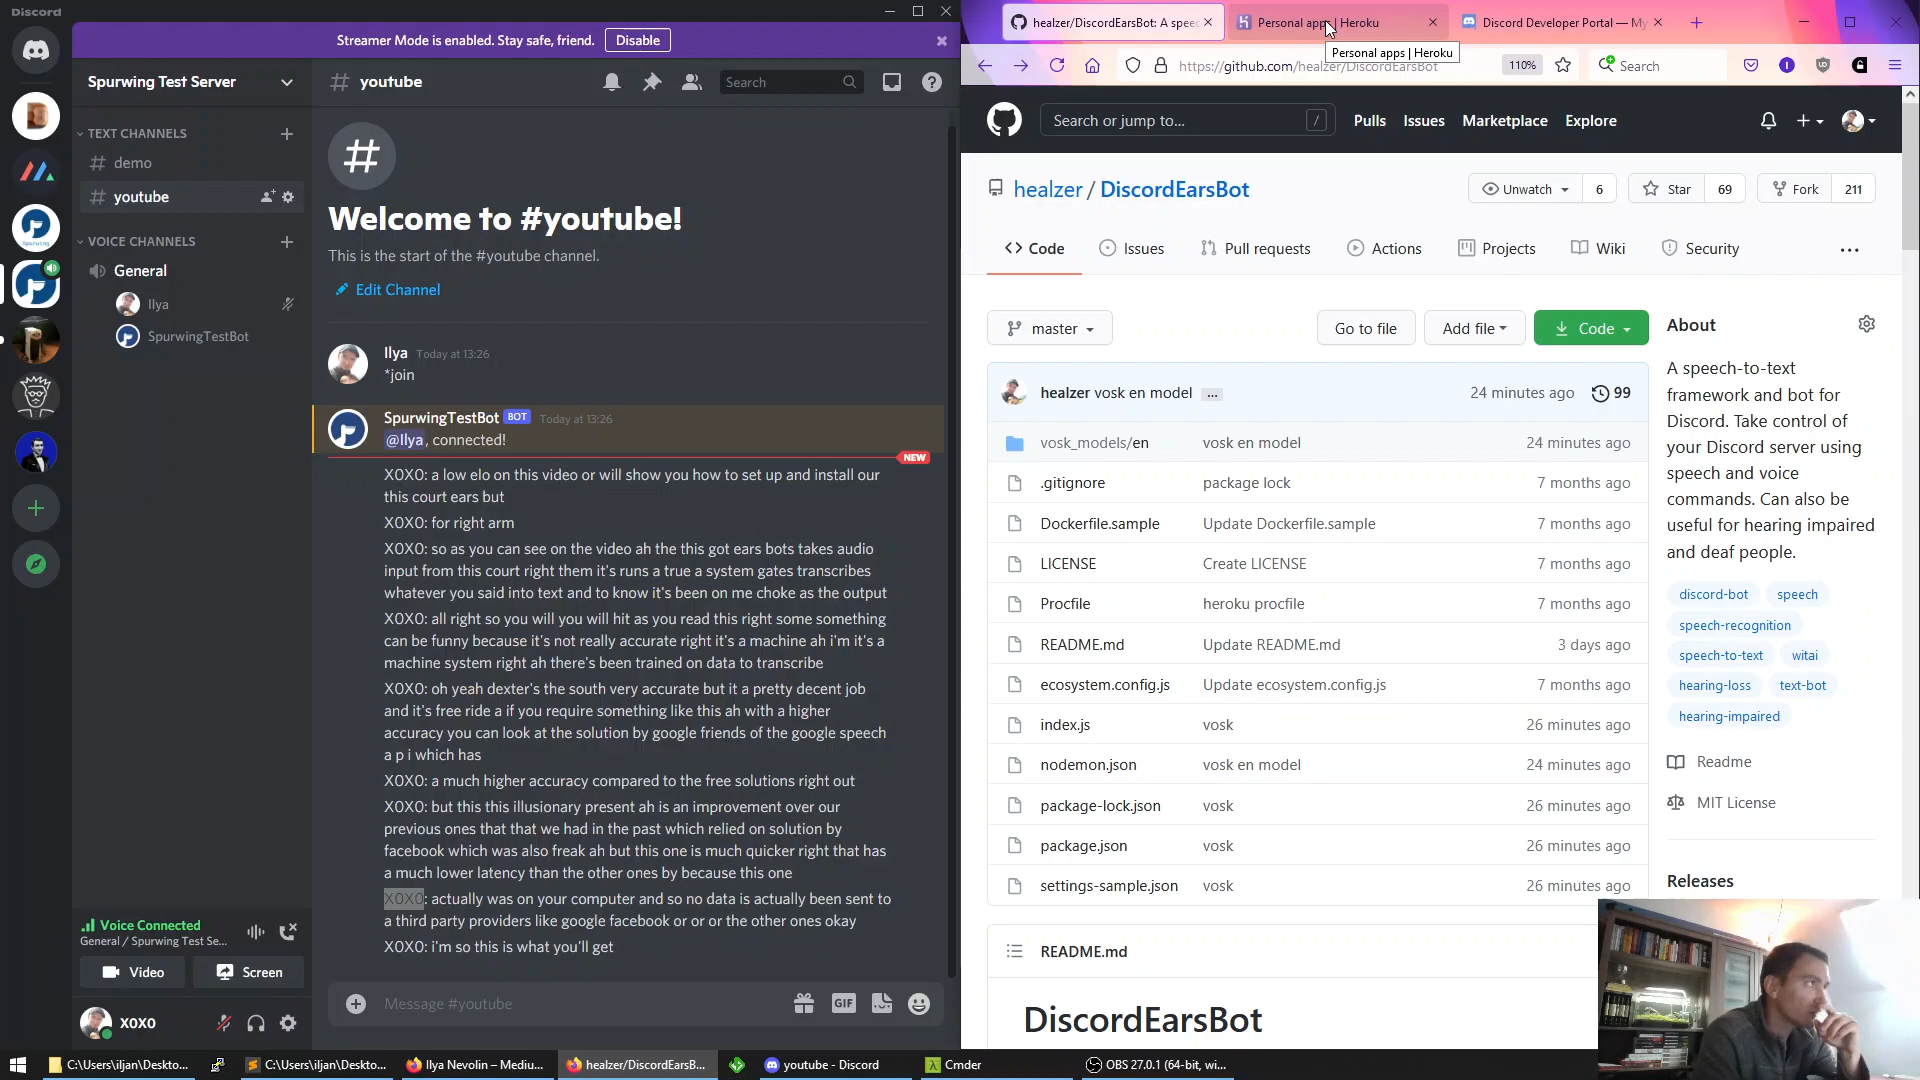 Discord
Streamer Mode is enabled. Stay safe, friend.
Disable
Spurwing Test Server
youtube
Search
TEXT CHANNELS
demo
youtube
VOICE CHANNELS
General
Ilya
SpurwingTestBot
Welcome to #youtube!
This is the start of the #youtube channel.
Edit Channel
Ilya Today at 13:26
*join
SpurwingTestBot BOT Today at 13:26
@Ilya, connected!
NEW
X0X0: a low elo on this video or will show you how to set up and install our
this court ears but
X0X0: for right arm
X0X0: so as you can see on the video ah the this got ears bots takes audio
input from this court right them it's runs a true a system gates transcribes
whatever you said into text and to know it's been on me choke as the output
X0X0: all right so you will you will hit as you read this right some something
can be funny because it's not really accurate right it's a machine ah i'm it's a
machine system right ah there's been trained on data to transcribe
X0X0: oh yeah dexter's the south very accurate but it a pretty decent job
and it's free ride a if you require something like this ah with a higher
accuracy you can look at the solution by google friends of the google speech
a p i which has
X0X0: a much higher accuracy compared to the free solutions right out
X0X0: but this this illusionary present ah is an improvement over our
previous ones that that we had in the past which relied on solution by
facebook which was also freak ah but this one is much quicker right that has
a much lower latency than the other ones by because this one
X0X0: actually was on your computer and so no data is actually been sent to
a third party providers like google facebook or or or the other ones okay
X0X0: i'm so this is what you'll get
Voice Connected
General / Spurwing Test Se...
Video
Screen
X0X0
Message #youtube
GIF
healzer/DiscordEarsBot: A spee
Personal apps | Heroku
Discord Developer Portal — My
Personal apps | Heroku
https://github.com/healzer/DiscordEarsBot
110%
Search
Search or jump to...
/
Pulls
Issues
Marketplace
Explore
healzer / DiscordEarsBot
Unwatch
6
Star
69
Fork
211
Code
Issues
Pull requests
Actions
Projects
Wiki
Security
master
Go to file
Add file
Code
healzer vosk en model ... 24 minutes ago 99
vosk_models/en vosk en model 24 minutes ago
.gitignore package lock 7 months ago
Dockerfile.sample Update Dockerfile.sample 7 months ago
LICENSE Create LICENSE 7 months ago
Procfile heroku procfile 7 months ago
README.md Update README.md 3 days ago
ecosystem.config.js Update ecosystem.config.js 7 months ago
index.js vosk 26 minutes ago
nodemon.json vosk en model 24 minutes ago
package-lock.json vosk 26 minutes ago
package.json vosk 26 minutes ago
settings-sample.json vosk 26 minutes ago
README.md
DiscordEarsBot
About
A speech-to-text
framework and bot for
Discord. Take control of
your Discord server using
speech and voice
commands. Can also be
useful for hearing impaired
and deaf people.
discord-bot
speech
speech-recognition
speech-to-text
witai
hearing-loss
text-bot
hearing-impaired
Readme
MIT License
Releases
C:\Users\iljan\Deskto...
C:\Users\iljan\Deskto...
Ilya Nevolin – Mediu...
healzer/DiscordEarsB...
youtube - Discord
Cmder
OBS 27.0.1 (64-bit, wi...